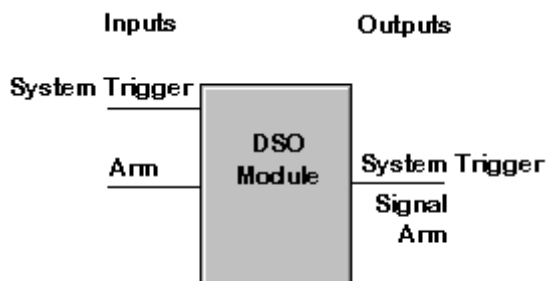 Inputs
Outputs
System Trigger
DSO
Module
Arm
System Trigger
Signal
Arm